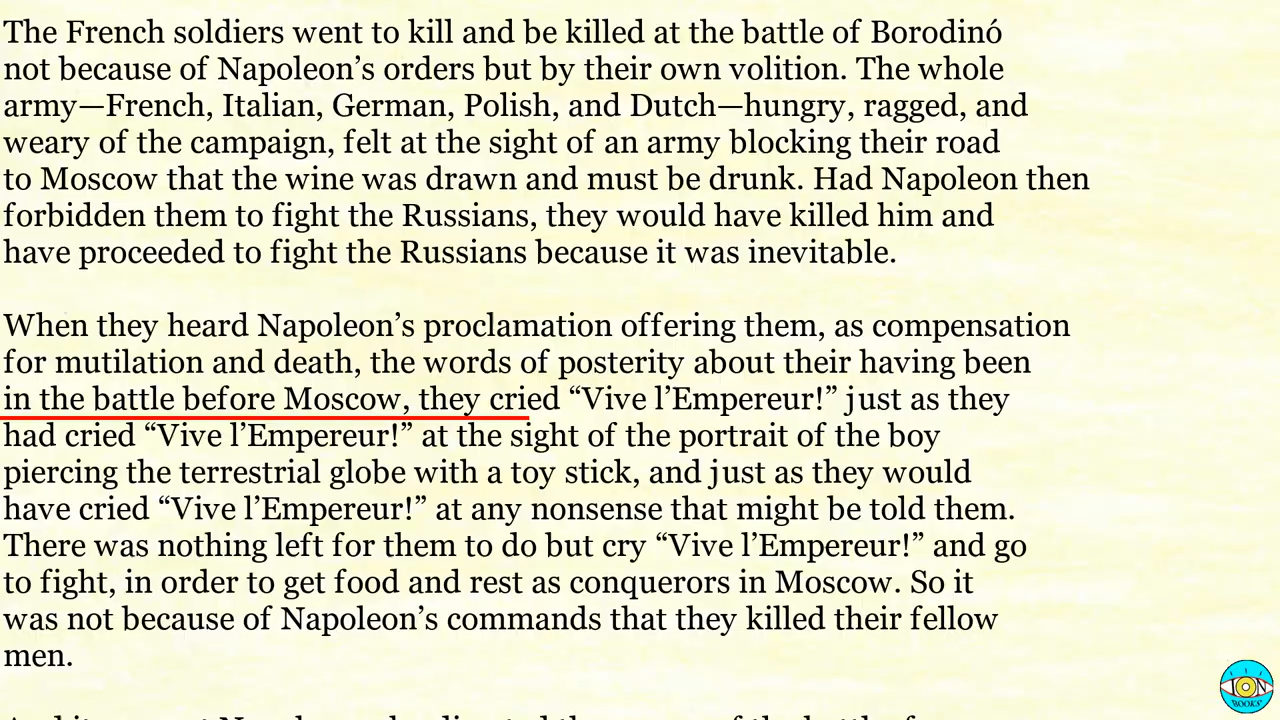 The French soldiers went to kill and be killed at the battle of Borodinó
not because of Napoleon’s orders but by their own volition. The whole
army—French, Italian, German, Polish, and Dutch—hungry, ragged, and
weary of the campaign, felt at the sight of an army blocking their road
to Moscow that the wine was drawn and must be drunk. Had Napoleon then
forbidden them to fight the Russians, they would have killed him and
have proceeded to fight the Russians because it was inevitable.
When they heard Napoleon’s proclamation offering them, as compensation
for mutilation and death, the words of posterity about their having been
in the battle before Moscow, they cried “Vive l’Empereur!” just as they
had cried “Vive l’Empereur!” at the sight of the portrait of the boy
piercing the terrestrial globe with a toy stick, and just as they would
have cried “Vive l’Empereur!” at any nonsense that might be told them.
There was nothing left for them to do but cry “Vive l’Empereur!” and go
to fight, in order to get food and rest as conquerors in Moscow. So it
was not because of Napoleon’s commands that they killed their fellow
men.
ION